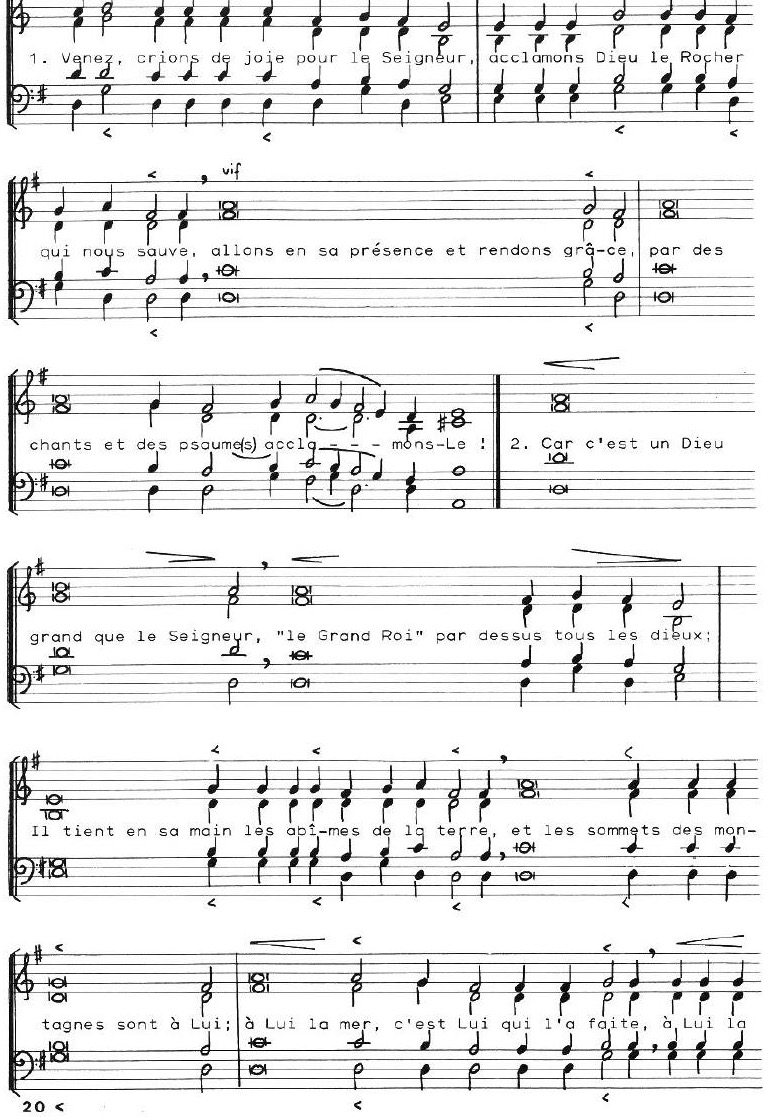 1. Venez, crions de joie pour le Seigneur, acclamons Dieu le Rocher
vif
qui nous sauve, allons en sa présence et rendons grâ-ce, par des
chants et des psaume(s) accla - - - mons-Le ! 2. Car c'est un Dieu
grand que le Seigneur, "le Grand Roi" par dessus tous les dieux;
Il tient en sa main les abî-mes de la terre, et les sommets des mon-
tagnes sont à Lui; à Lui la mer, c'est Lui qui l'a faite, à Lui la
20